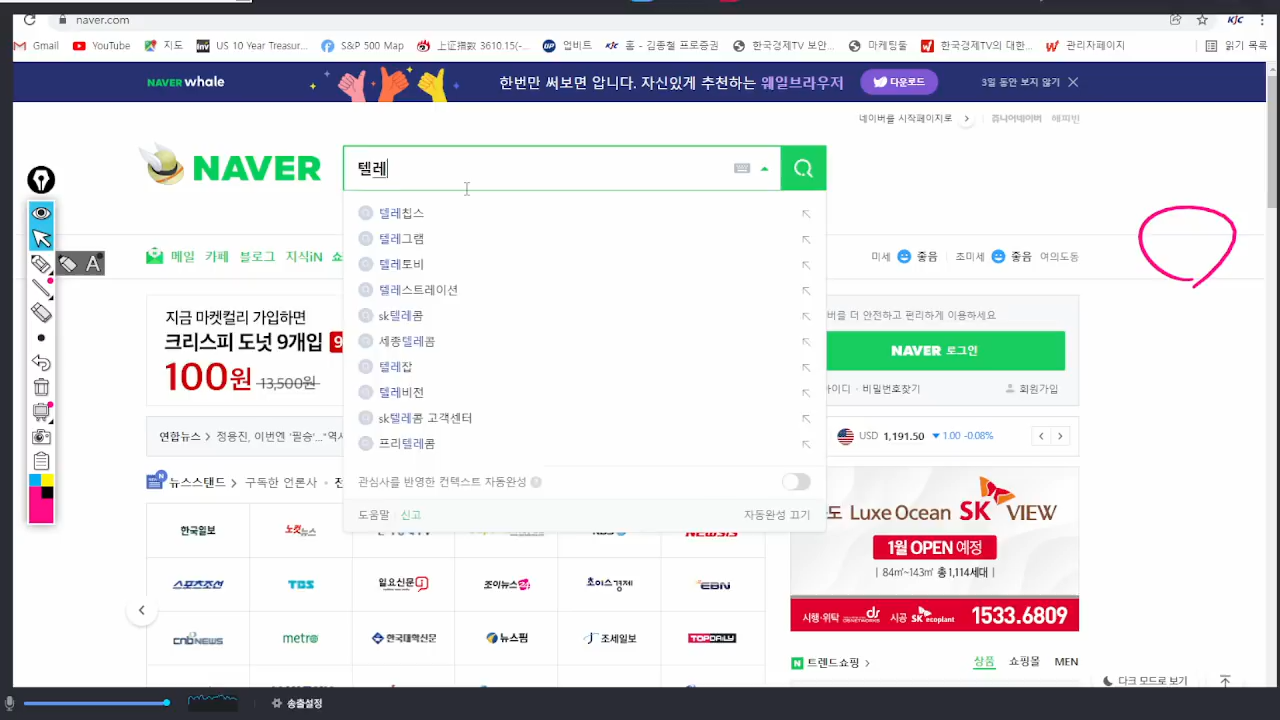 naver.com
Gmail YouTube 지도 US 10 Year Treasur... S&P 500 Map 上证指数 3610.15(-... 업비트 홈 - 김종철 프로증권 한국경제TV 보안... 마케팅툴 한국경제TV의 대한... 관리자페이지 읽기 목록
NAVER whale 한번만 써보면 압니다. 자신있게 추천하는 웨일브라우저 다운로드 3일 동안 보지 않기
네이버를 시작페이지로 쥬니어네이버 해피빈
NAVER 텔레
텔레칩스
텔레그램
텔레토비
텔레스트레이션
sk텔레콤
세종텔레콤
텔레잡
텔레비전
sk텔레콤 고객센터
프리텔레콤
관심사를 반영한 컨텍스트 자동완성
도움말 신고 자동완성 끄기
메일 카페 블로그 지식iN 쇼
미세 좋음 초미세 좋음 여의도동
지금 마켓컬리 가입하면
크리스피 도넛 9개입
100원 13,500원
버를 더 안전하고 편리하게 이용하세요
NAVER 로그인
아이디 · 비밀번호찾기 회원가입
연합뉴스 > 정용진, 이번엔 '필승'..."역사
USD 1,191.50 ▼1.00 -0.08%
뉴스스탠드 > 구독한 언론사
한국일보 노컷뉴스 NEWSIS
스포츠조선 TBS 일요신문 조이뉴스24 초이스경제 EBN
CNBNEWS metro 한국대학신문 뉴스핌 조세일보 TOPDAILY
도 Luxe Ocean SK VIEW
1월 OPEN 예정
| 84㎡~143㎡ 총 1,114세대 |
시행·위탁 DS NETWORKS 시공 SK ecoplant 1533.6809
트렌드쇼핑 > 상품 쇼핑몰 MEN
다크 모드로 보기
송출설정